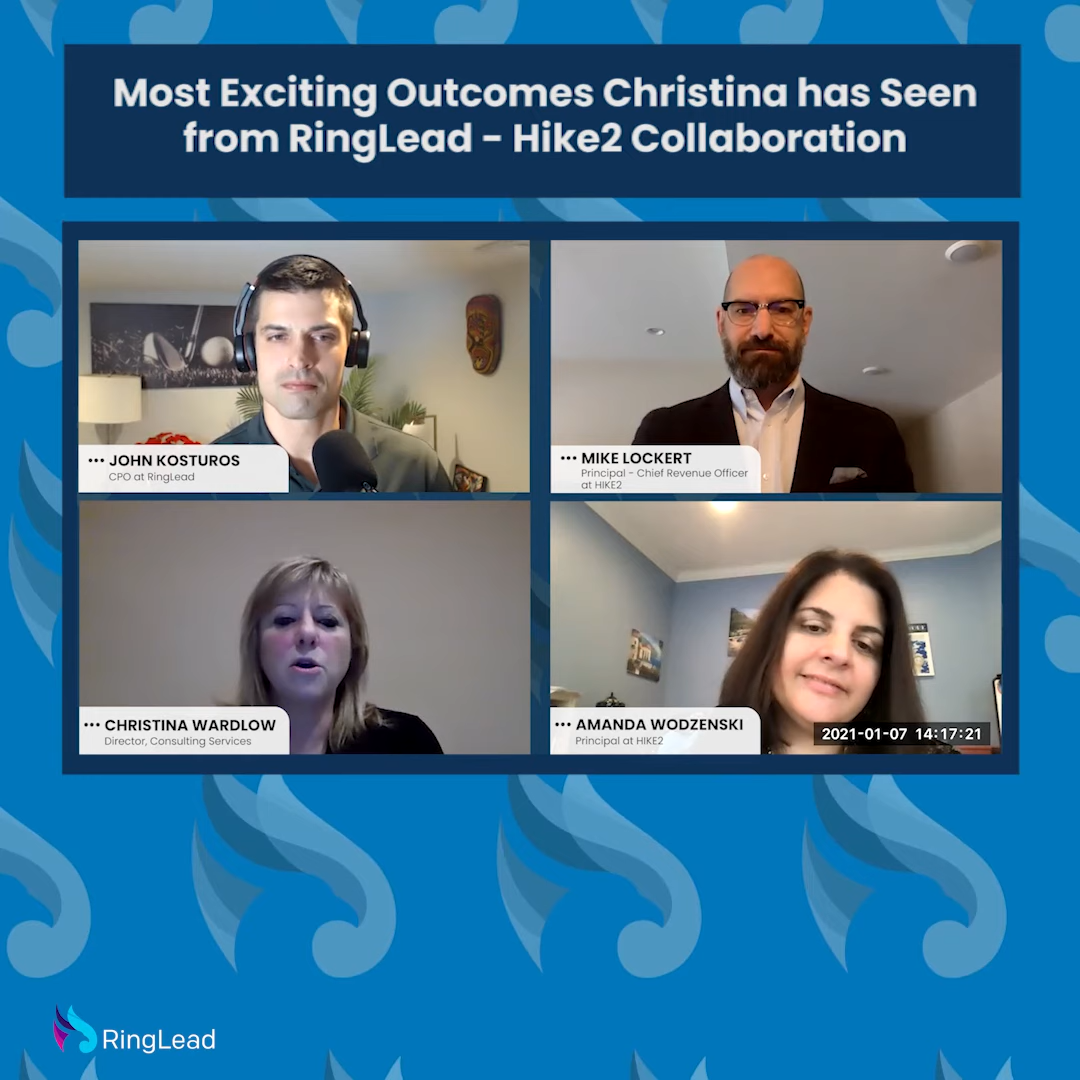 Most Exciting Outcomes Christina has Seen
from RingLead - Hike2 Collaboration
••• JOHN KOSTUROS
CPO at RingLead
••• MIKE LOCKERT
Principal - Chief Revenue Officer
at HIKE2
••• CHRISTINA WARDLOW
Director, Consulting Services
••• AMANDA WODZENSKI
Principal at HIKE2
2021-01-07 14:17:21
RingLead